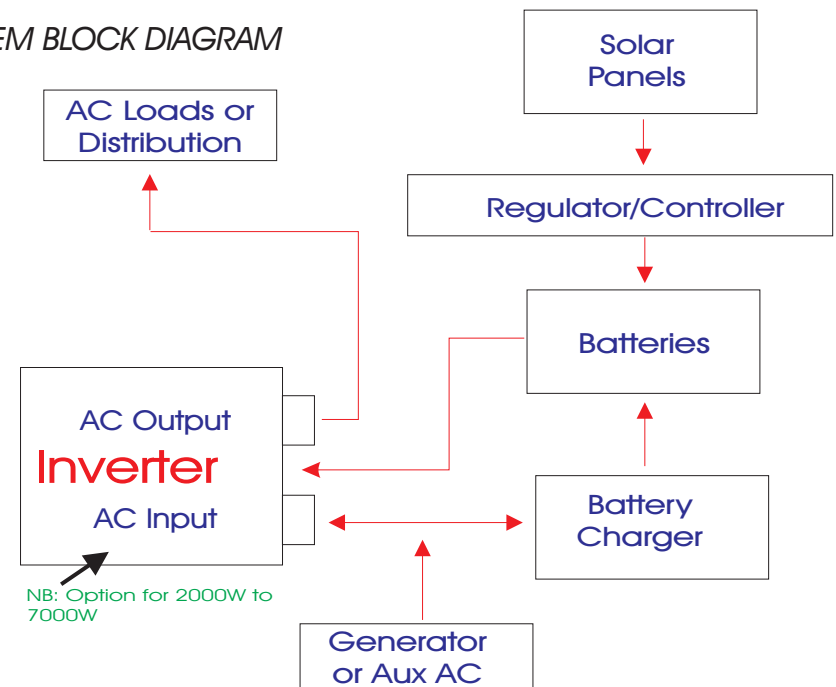 EM BLOCK DIAGRAM
Solar
Panels
AC Loads or
Distribution
Regulator/Controller
Batteries
AC Output
Inverter
AC Input
Battery
Charger
NB: Option for 2000W to
7000W
Generator
or Aux AC